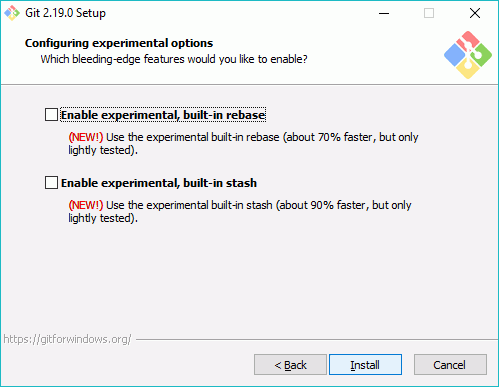 Git 2.19.0 Setup
Configuring experimental options
Which bleeding-edge features would you like to enable?
Enable experimental, built-in rebase
(NEW!) Use the experimental built-in rebase (about 70% faster, but only
lightly tested).
Enable experimental, built-in stash
(NEW!) Use the experimental built-in stash (about 90% faster, but only
lightly tested).
https://gitforwindows.org/
< Back
Install
Cancel